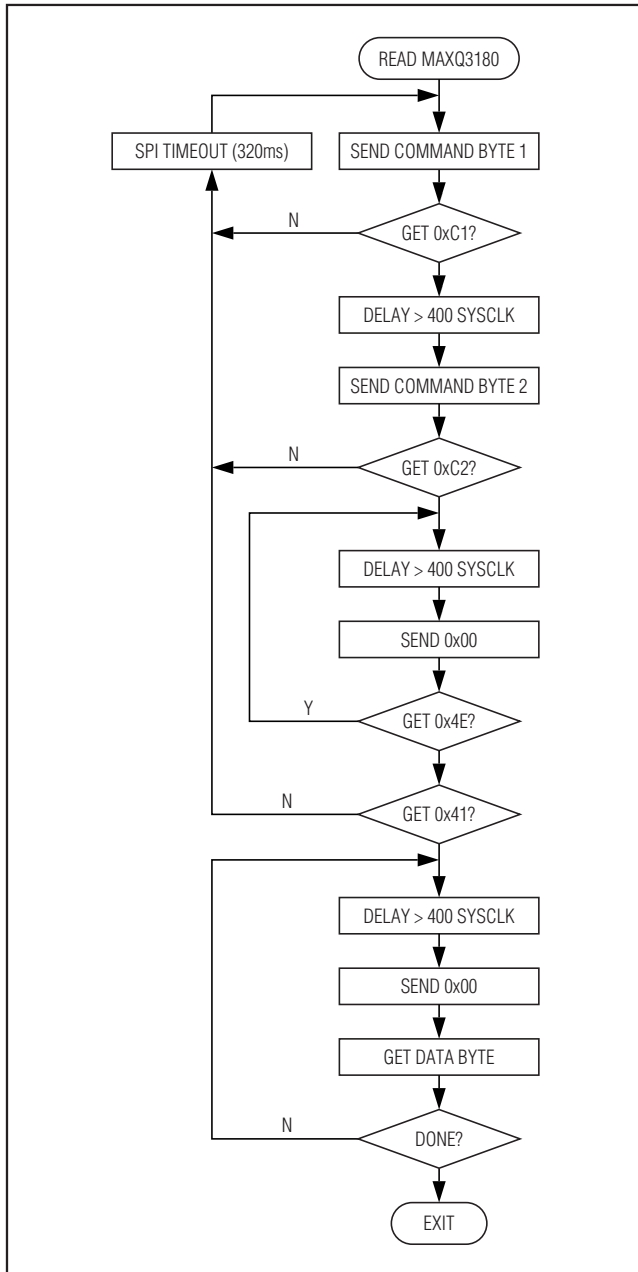 READ MAXQ3180
SPI TIMEOUT (320ms)
SEND COMMAND BYTE 1
N
GET 0xC1?
DELAY > 400 SYSCLK
SEND COMMAND BYTE 2
N
GET 0xC2?
DELAY > 400 SYSCLK
SEND 0x00
Y
GET 0x4E?
N
GET 0x41?
DELAY > 400 SYSCLK
SEND 0x00
GET DATA BYTE
N
DONE?
EXIT